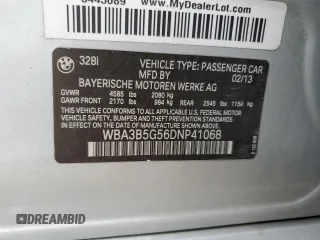 www.MyDealerLot.com
328i
VEHICLE TYPE: PASSENGER CAR
MFD BY
02/13
BAYERISCHE MOTOREN WERKE AG
GVWR 4585 lbs 2080 kg
GAWR FRONT 2170 lbs 984 kg REAR 2545 lbs 1154 kg
THIS VEHICLE CONFORMS TO ALL APPLICABLE
U.S. FEDERAL MOTOR VEHICLE SAFETY, BUMPER, AND
THEFT PREVENTION STANDARDS IN EFFECT ON THE DATE
OF MANUFACTURE SHOWN ABOVE.
WBA3B5G56DNP41068
DREAMBID